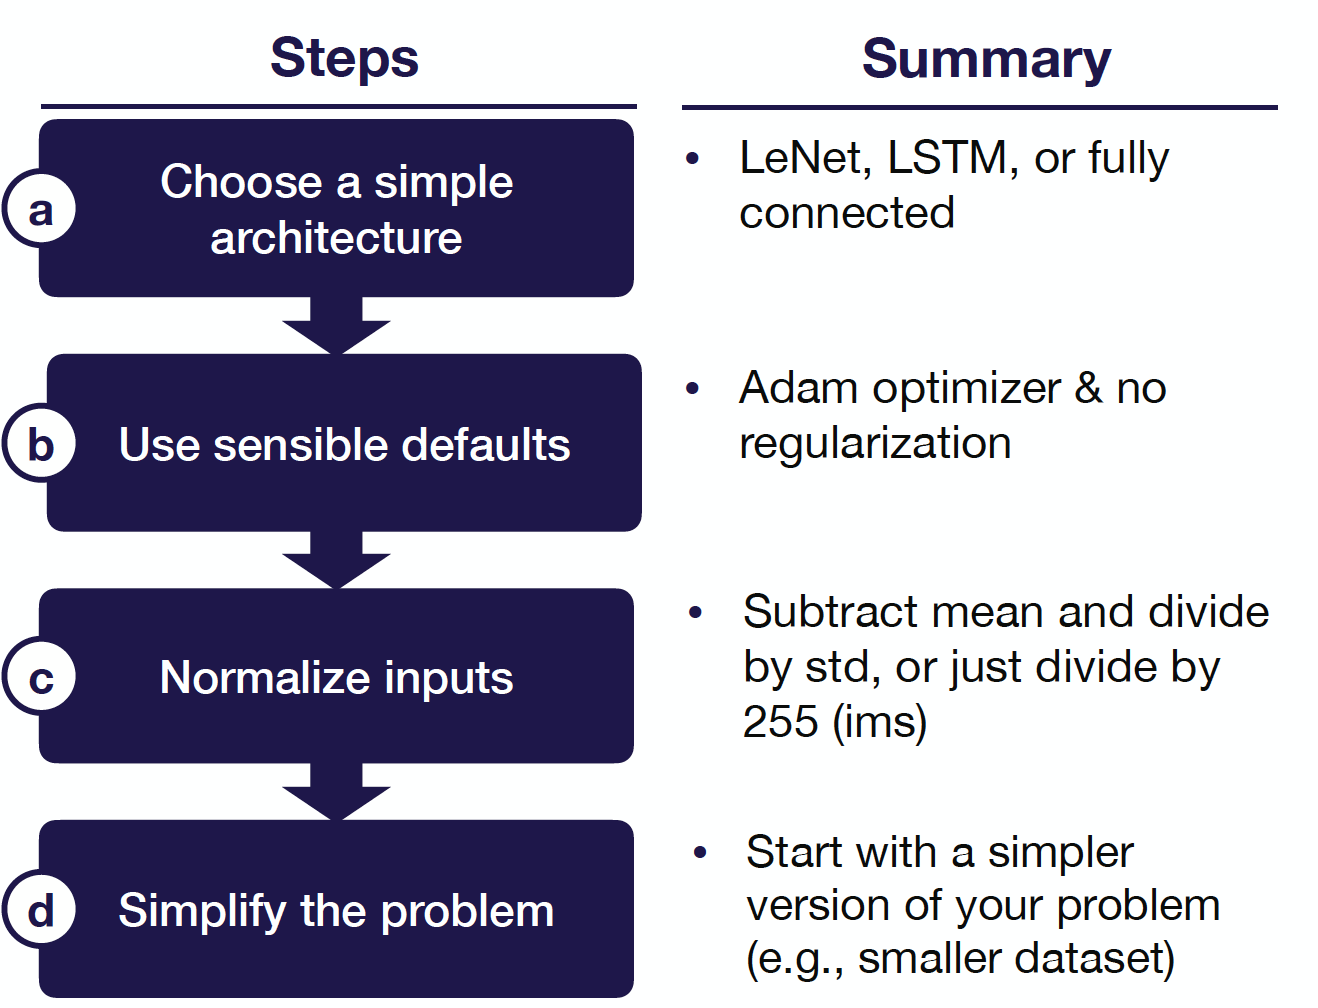 Steps
Summary
a
Choose a simple
architecture
• LeNet, LSTM, or fully
connected
b
Use sensible defaults
• Adam optimizer & no
regularization
c
Normalize inputs
• Subtract mean and divide
by std, or just divide by
255 (ims)
d
Simplify the problem
• Start with a simpler
version of your problem
(e.g., smaller dataset)